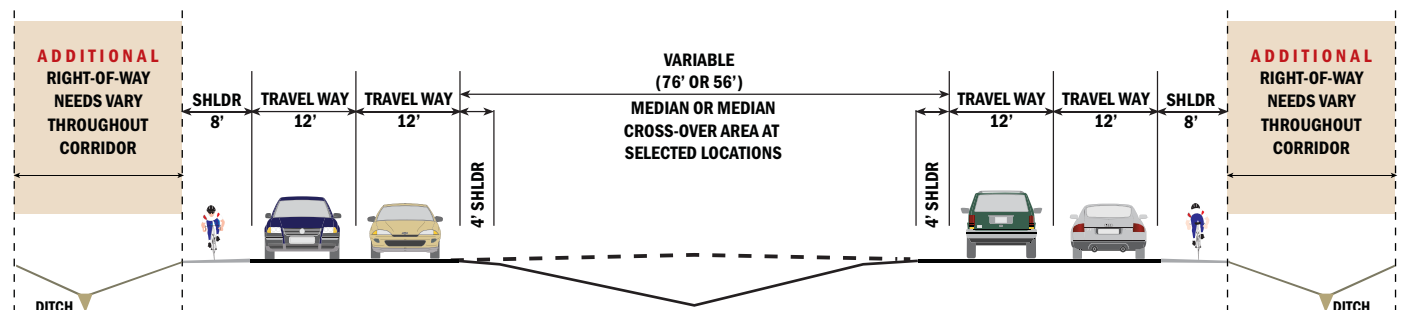 ADDITIONAL
RIGHT-OF-WAY
NEEDS VARY
THROUGHOUT
CORRIDOR
SHLDR
8’
TRAVEL WAY
12’
TRAVEL WAY
12’
4’ SHLDR
VARIABLE
(76’ OR 56’)
MEDIAN OR MEDIAN
CROSS-OVER AREA AT
SELECTED LOCATIONS
4’ SHLDR
TRAVEL WAY
12’
TRAVEL WAY
12’
SHLDR
8’
ADDITIONAL
RIGHT-OF-WAY
NEEDS VARY
THROUGHOUT
CORRIDOR
DITCH
DITCH